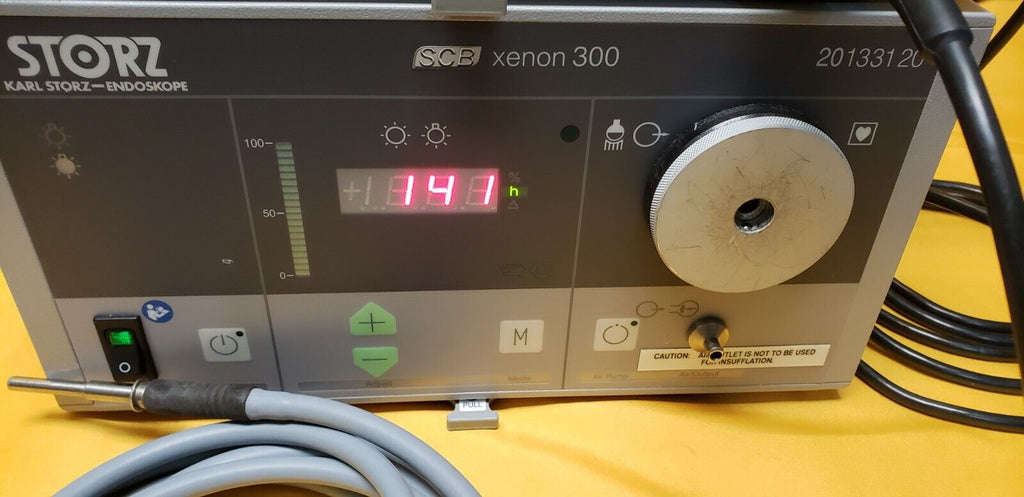 STORZ
KARL STORZ—ENDOSKOPE
SCB xenon 300
20133120
100
50
0
141
%
h
+
−
Adjust
M
Mode
Air Pump
Air/Output
CAUTION: AIR OUTLET IS NOT TO BE USED
FOR INSUFFLATION.
O
PULL